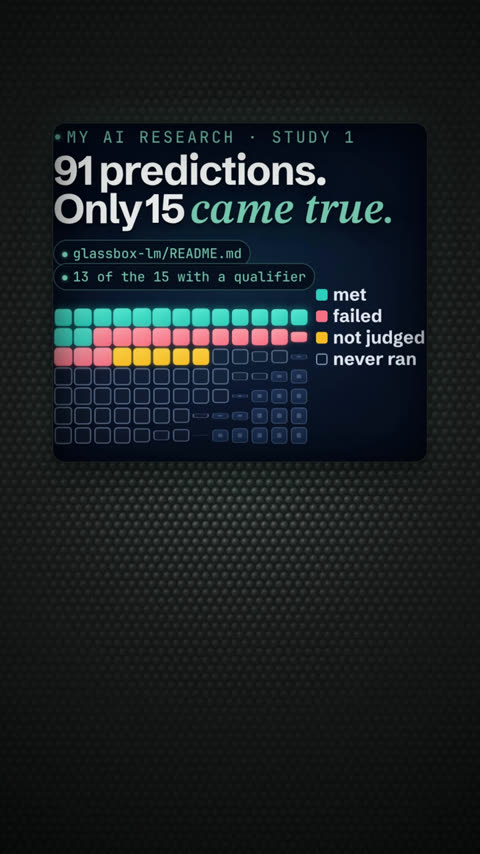 MY AI RESEARCH · STUDY 1
91 predictions.
Only 15 came true.
glassbox-lm/README.md
13 of the 15 with a qualifier
met
failed
not judged
never ran